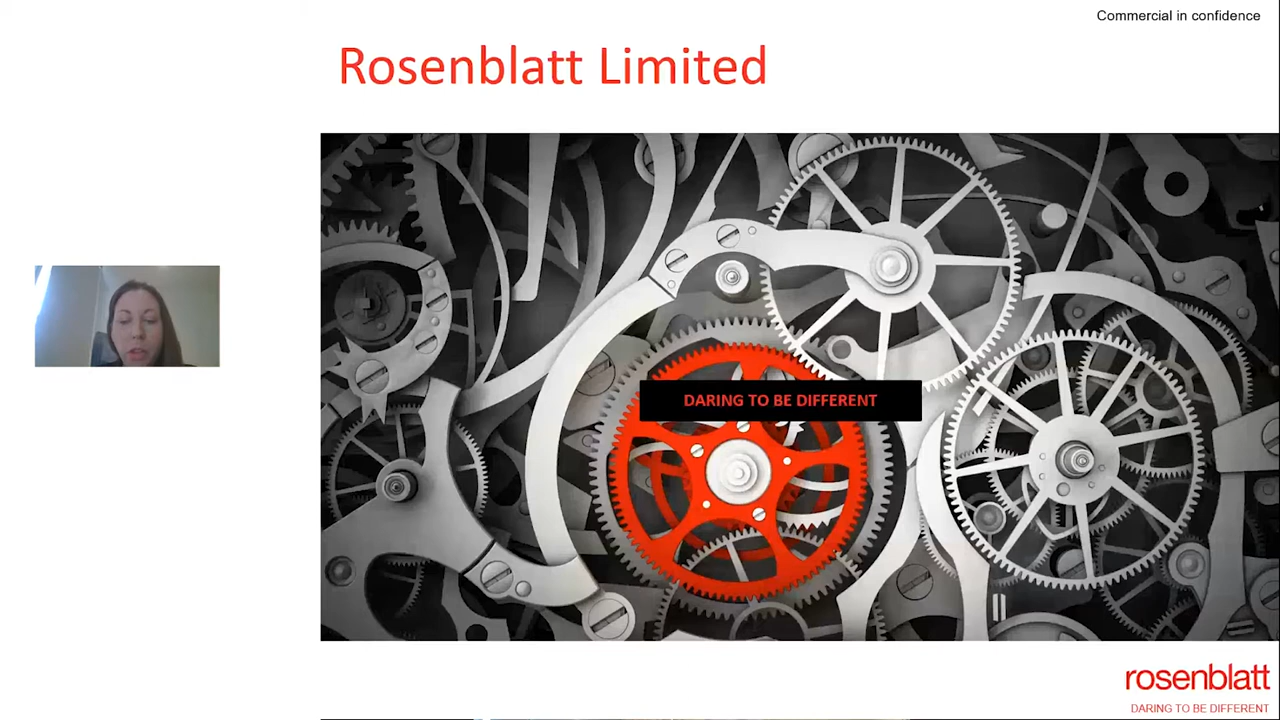 Commercial in confidence
Rosenblatt Limited
DARING TO BE DIFFERENT
rosenblatt
DARING TO BE DIFFERENT